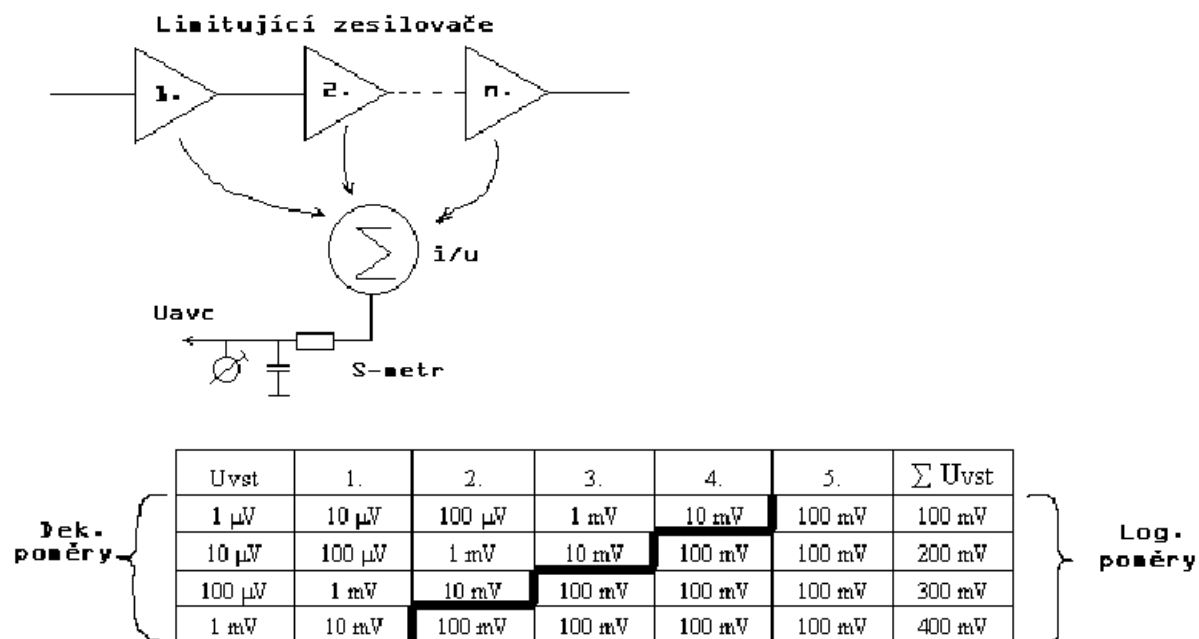 Limitující zesilovače
1. 2. n.
i/u
Uavc
S-metr
Uvst 1. 2. 3. 4. 5. ∑ Uvst
1 μV 10 μV 100 μV 1 mV 10 mV 100 mV 100 mV
10 μV 100 μV 1 mV 10 mV 100 mV 100 mV 200 mV
100 μV 1 mV 10 mV 100 mV 100 mV 100 mV 300 mV
1 mV 10 mV 100 mV 100 mV 100 mV 100 mV 400 mV
Dek.
poměry
Log.
poměry